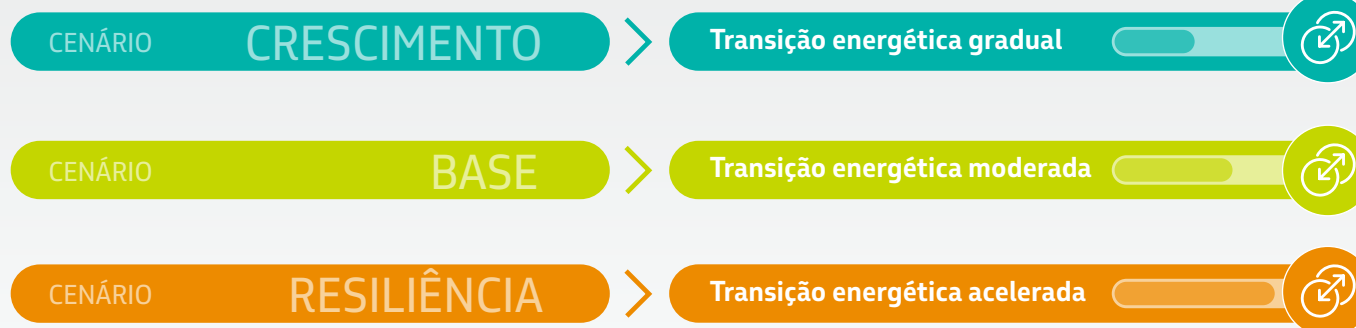 CENÁRIO CRESCIMENTO Transição energética gradual
CENÁRIO BASE Transição energética moderada
CENÁRIO RESILIÊNCIA Transição energética acelerada